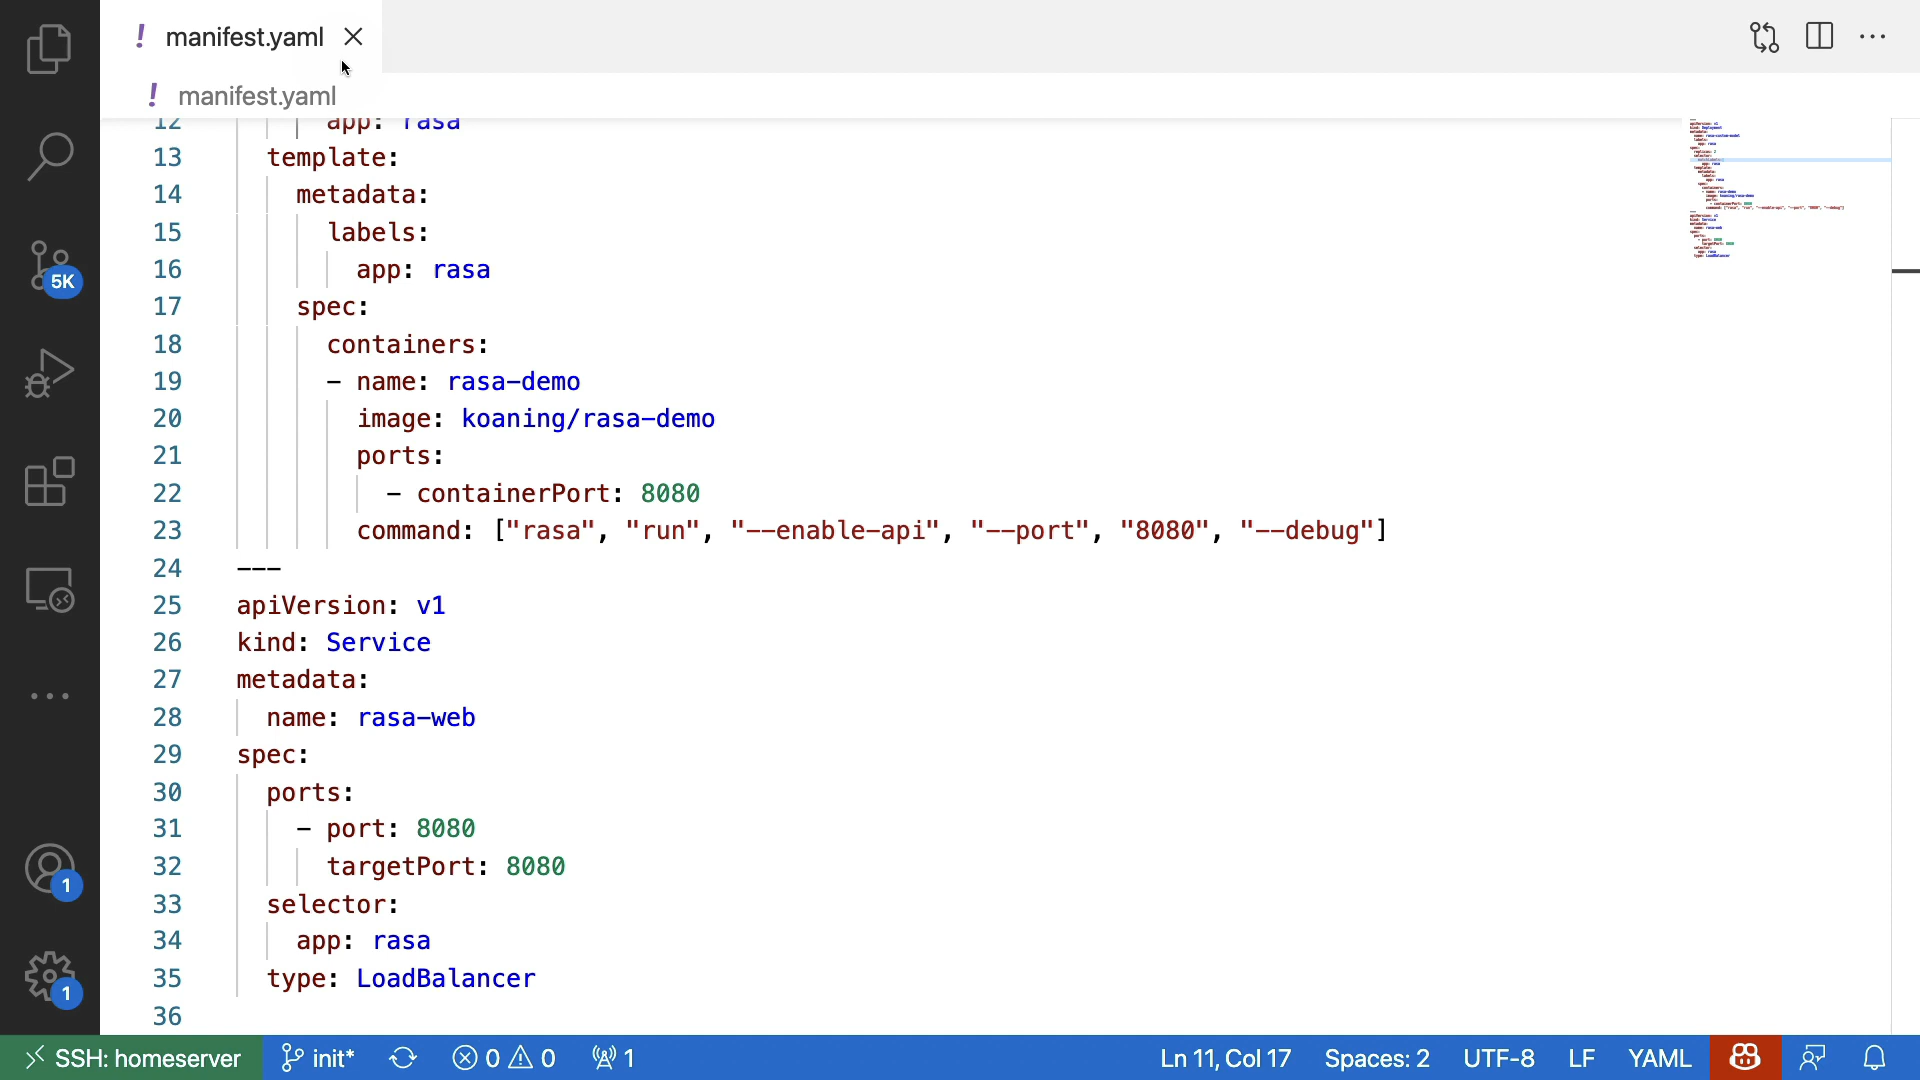 ! manifest.yaml
! manifest.yaml
12 app: rasa
13 template:
14 metadata:
15 labels:
16 app: rasa
17 spec:
18 containers:
19 - name: rasa-demo
20 image: koaning/rasa-demo
21 ports:
22 - containerPort: 8080
23 command: ["rasa", "run", "--enable-api", "--port", "8080", "--debug"]
24 ---
25 apiVersion: v1
26 kind: Service
27 metadata:
28 name: rasa-web
29 spec:
30 ports:
31 - port: 8080
32 targetPort: 8080
33 selector:
34 app: rasa
35 type: LoadBalancer
36
5K
1
1
SSH: homeserver init* 0 0 1 Ln 11, Col 17 Spaces: 2 UTF-8 LF YAML